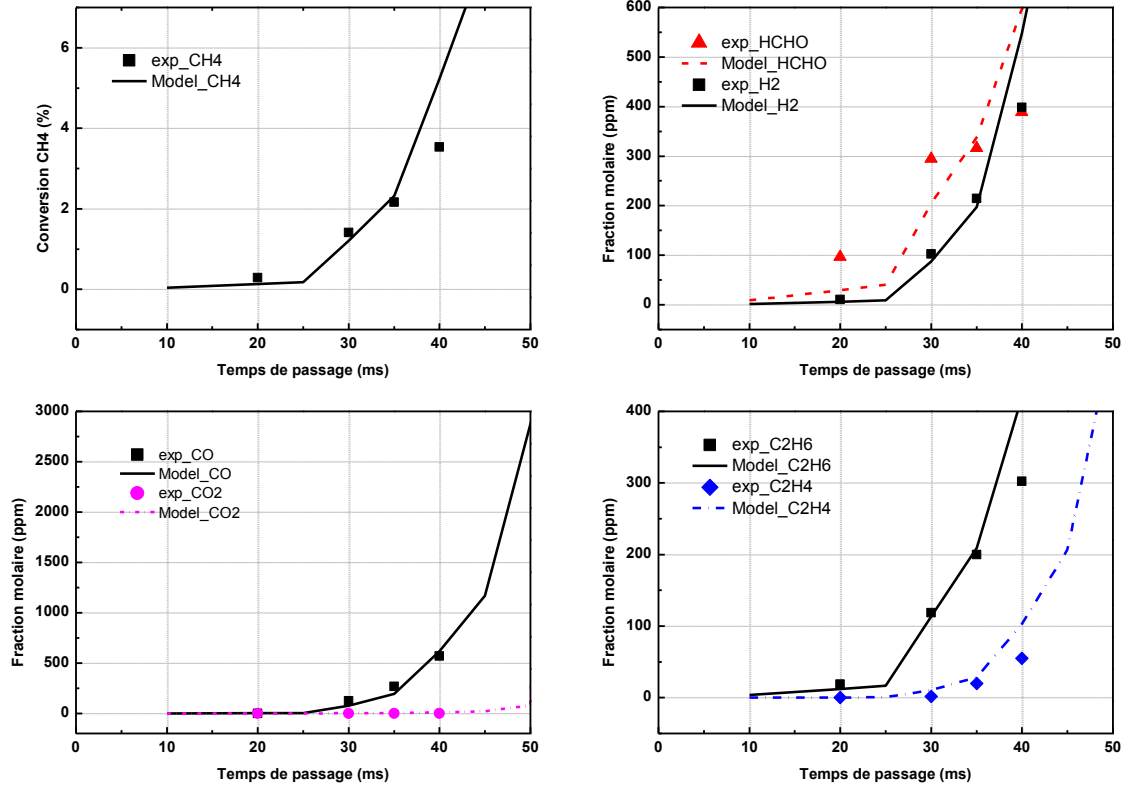 6
4
2
0
0
10
20
30
40
50
Conversion CH4 (%)
Temps de passage (ms)
exp_CH4
Model_CH4
600
500
400
300
200
100
0
0
10
20
30
40
50
Fraction molaire (ppm)
Temps de passage (ms)
exp_HCHO
Model_HCHO
exp_H2
Model_H2
3000
2500
2000
1500
1000
500
0
0
10
20
30
40
50
Fraction molaire (ppm)
Temps de passage (ms)
exp_CO
Model_CO
exp_CO2
Model_CO2
400
300
200
100
0
0
10
20
30
40
50
Fraction molaire (ppm)
Temps de passage (ms)
exp_C2H6
Model_C2H6
exp_C2H4
Model_C2H4